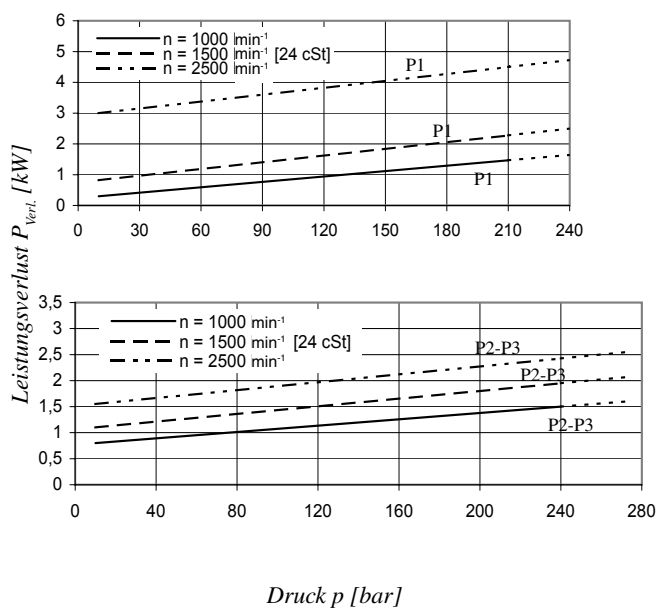 6
5
4
3
2
1
0
n = 1000 min-1
n = 1500 min-1 [24 cSt]
n = 2500 min-1
P1
P1
P1
0 30 60 90 120 150 180 210 240
Leistungsverlust PVerl. [kW]
3,5
3
2,5
2
1,5
1
0,5
0
n = 1000 min-1
n = 1500 min-1 [24 cSt]
n = 2500 min-1
P2-P3
P2-P3
P2-P3
0 40 80 120 160 200 240 280
Druck p [bar]